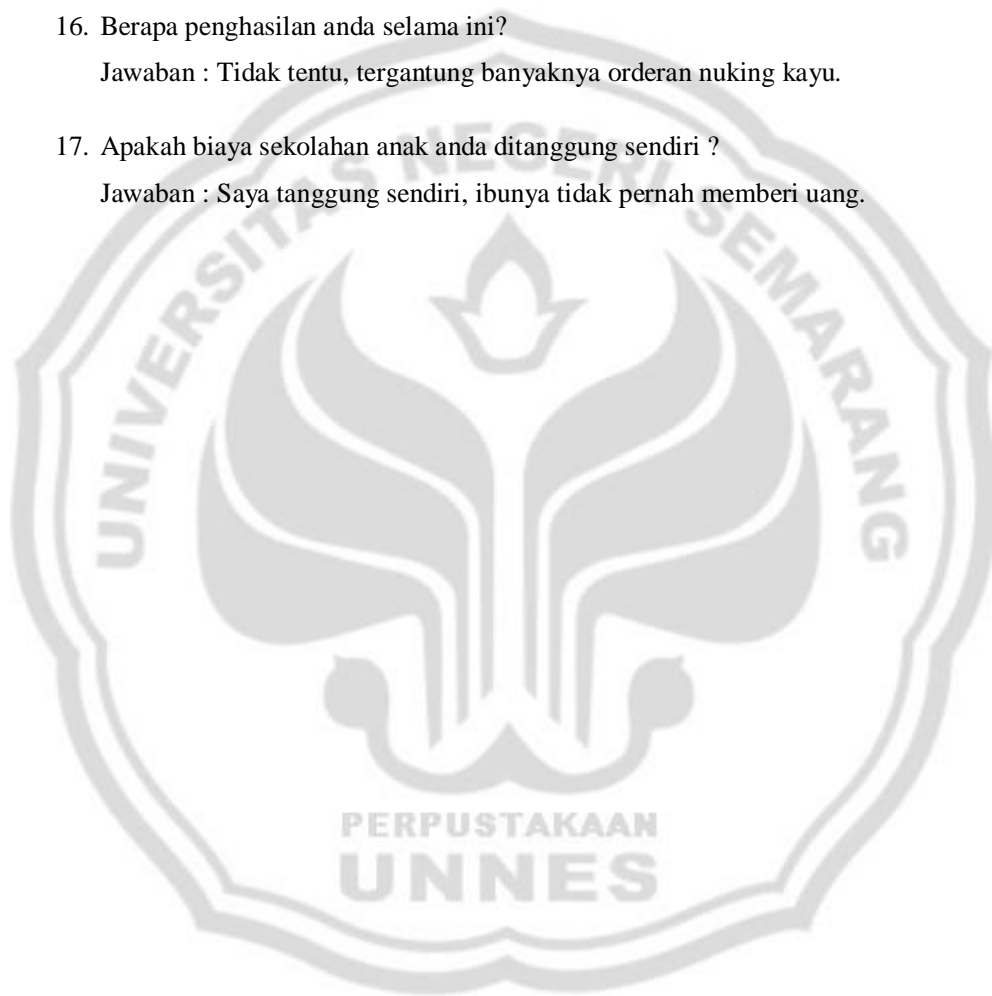 16. Berapa penghasilan anda selama ini?
Jawaban : Tidak tentu, tergantung banyaknya orderan nuking kayu.
17. Apakah biaya sekolahan anak anda ditanggung sendiri ?
Jawaban : Saya tanggung sendiri, ibunya tidak pernah memberi uang.
UNIVERSITAS NEGERI SEMARANG
PERPUSTAKAAN
UNNES